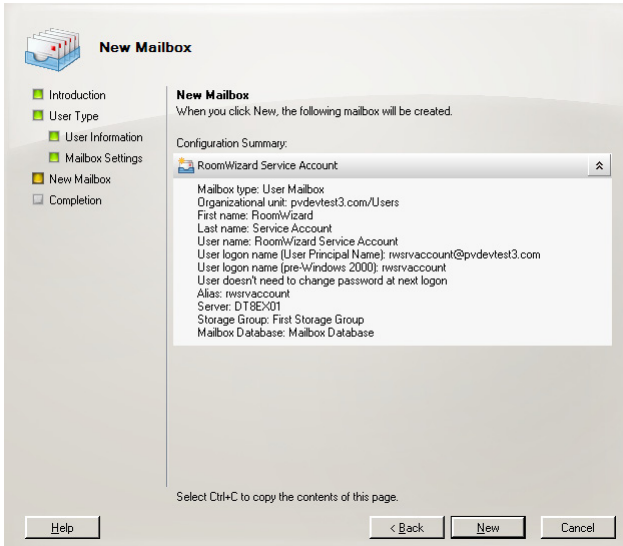 New Mailbox
Introduction
User Type
User Information
Mailbox Settings
New Mailbox
Completion
New Mailbox
When you click New, the following mailbox will be created.
Configuration Summary:
RoomWizard Service Account
Mailbox type: User Mailbox
Organizational unit: pvdevtest3.com/Users
First name: RoomWizard
Last name: Service Account
User name: RoomWizard Service Account
User logon name (User Principal Name): rwsrvaccount@pvdevtest3.com
User logon name (pre-Windows 2000): rwsrvaccount
User doesn't need to change password at next logon
Alias: rwsrvaccount
Server: DT8EX01
Storage Group: First Storage Group
Mailbox Database: Mailbox Database
Select Ctrl+C to copy the contents of this page.
Help
< Back
New
Cancel